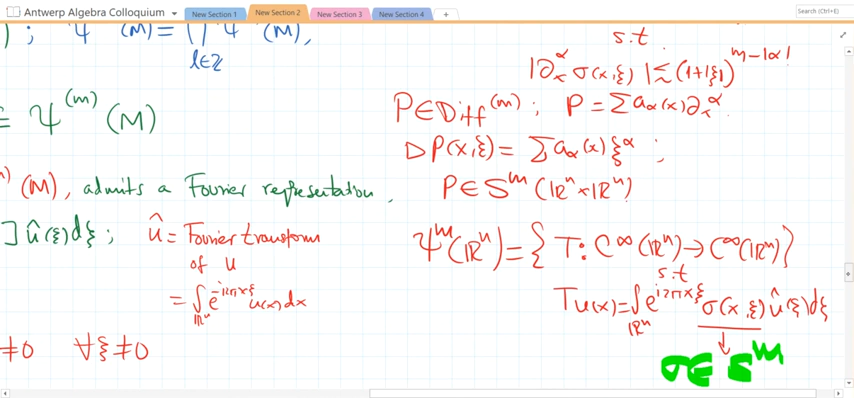 Antwerp Algebra Colloquium
New Section 1
New Section 2
New Section 3
New Section 4
+
Search (Ctrl+E)
) ; Ψ (M) = ⋂ Ψ (M),
l∈ℤ
Ψ^(m) (M)
^m) (M), admits a Fourier representation
] û(ξ)dξ; û = Fourier transform
of u
= ∫_{ℝⁿ} e^{-i2πxξ} u(x)dx
≠0 ∀ξ≠0
s.t
|∂_x^α σ(x,ξ)| ≲ (1+|ξ|)^{m-|α|}
P∈Diff^(m) ; P = Σ a_α(x)∂_x^α
▷ P(x,ξ) = Σ a_α(x) ξ^α ;
P∈S^m (ℝⁿ×ℝⁿ)
Ψ^m(ℝⁿ) = { T: C^∞(ℝⁿ) → C^∞(ℝⁿ) }
s.t
Tu(x) = ∫_{ℝⁿ} e^{i2πxξ} σ(x,ξ) û(ξ)dξ
↓
σ∈ S^m